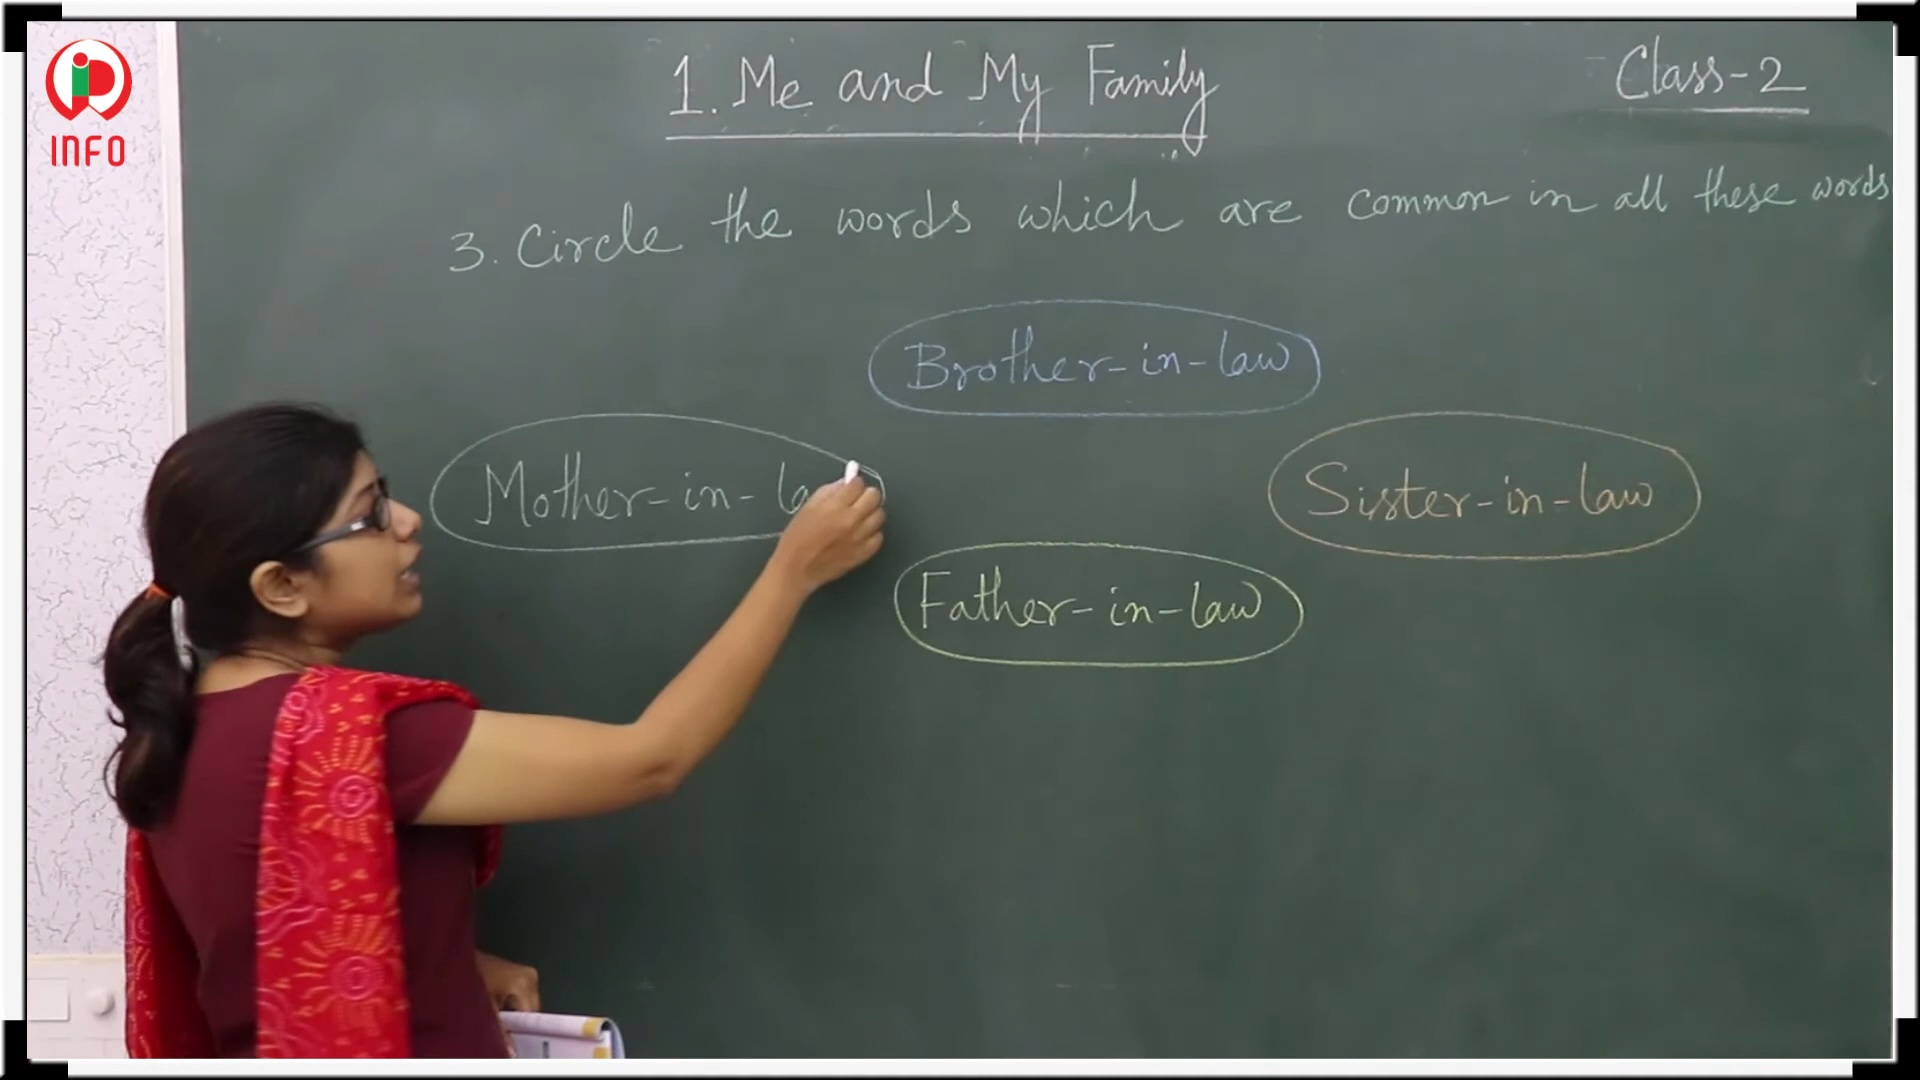 INFO
1. Me and My Family
Class-2
3. Circle the words which are common in all these words
Brother-in-law
Mother-in-la
Sister-in-law
Father-in-law